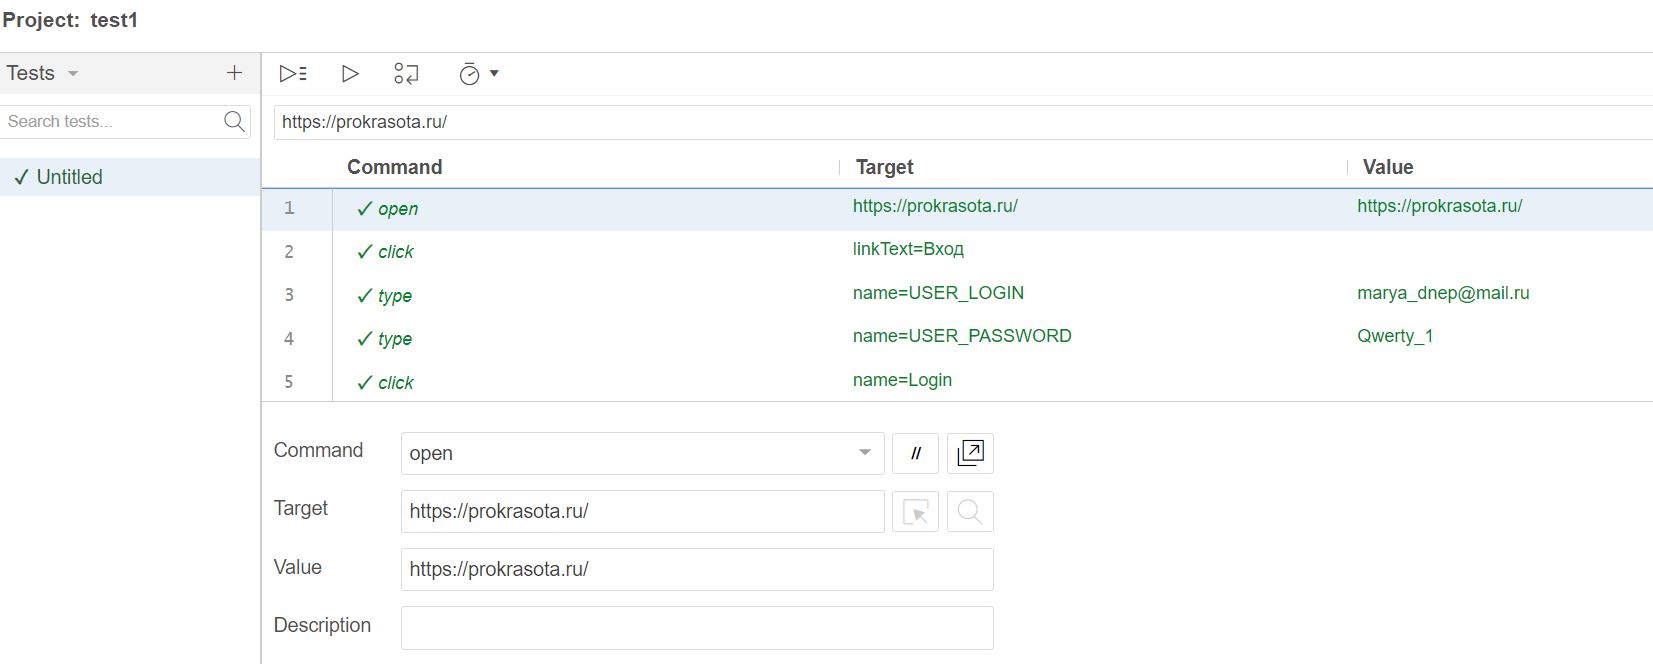 Project: test1
Tests
Search tests...
✓ Untitled
https://prokrasota.ru/
Command Target Value
1 ✓ open https://prokrasota.ru/ https://prokrasota.ru/
2 ✓ click linkText=Вход
3 ✓ type name=USER_LOGIN marya_dnep@mail.ru
4 ✓ type name=USER_PASSWORD Qwerty_1
5 ✓ click name=Login
Command open //
Target https://prokrasota.ru/
Value https://prokrasota.ru/
Description